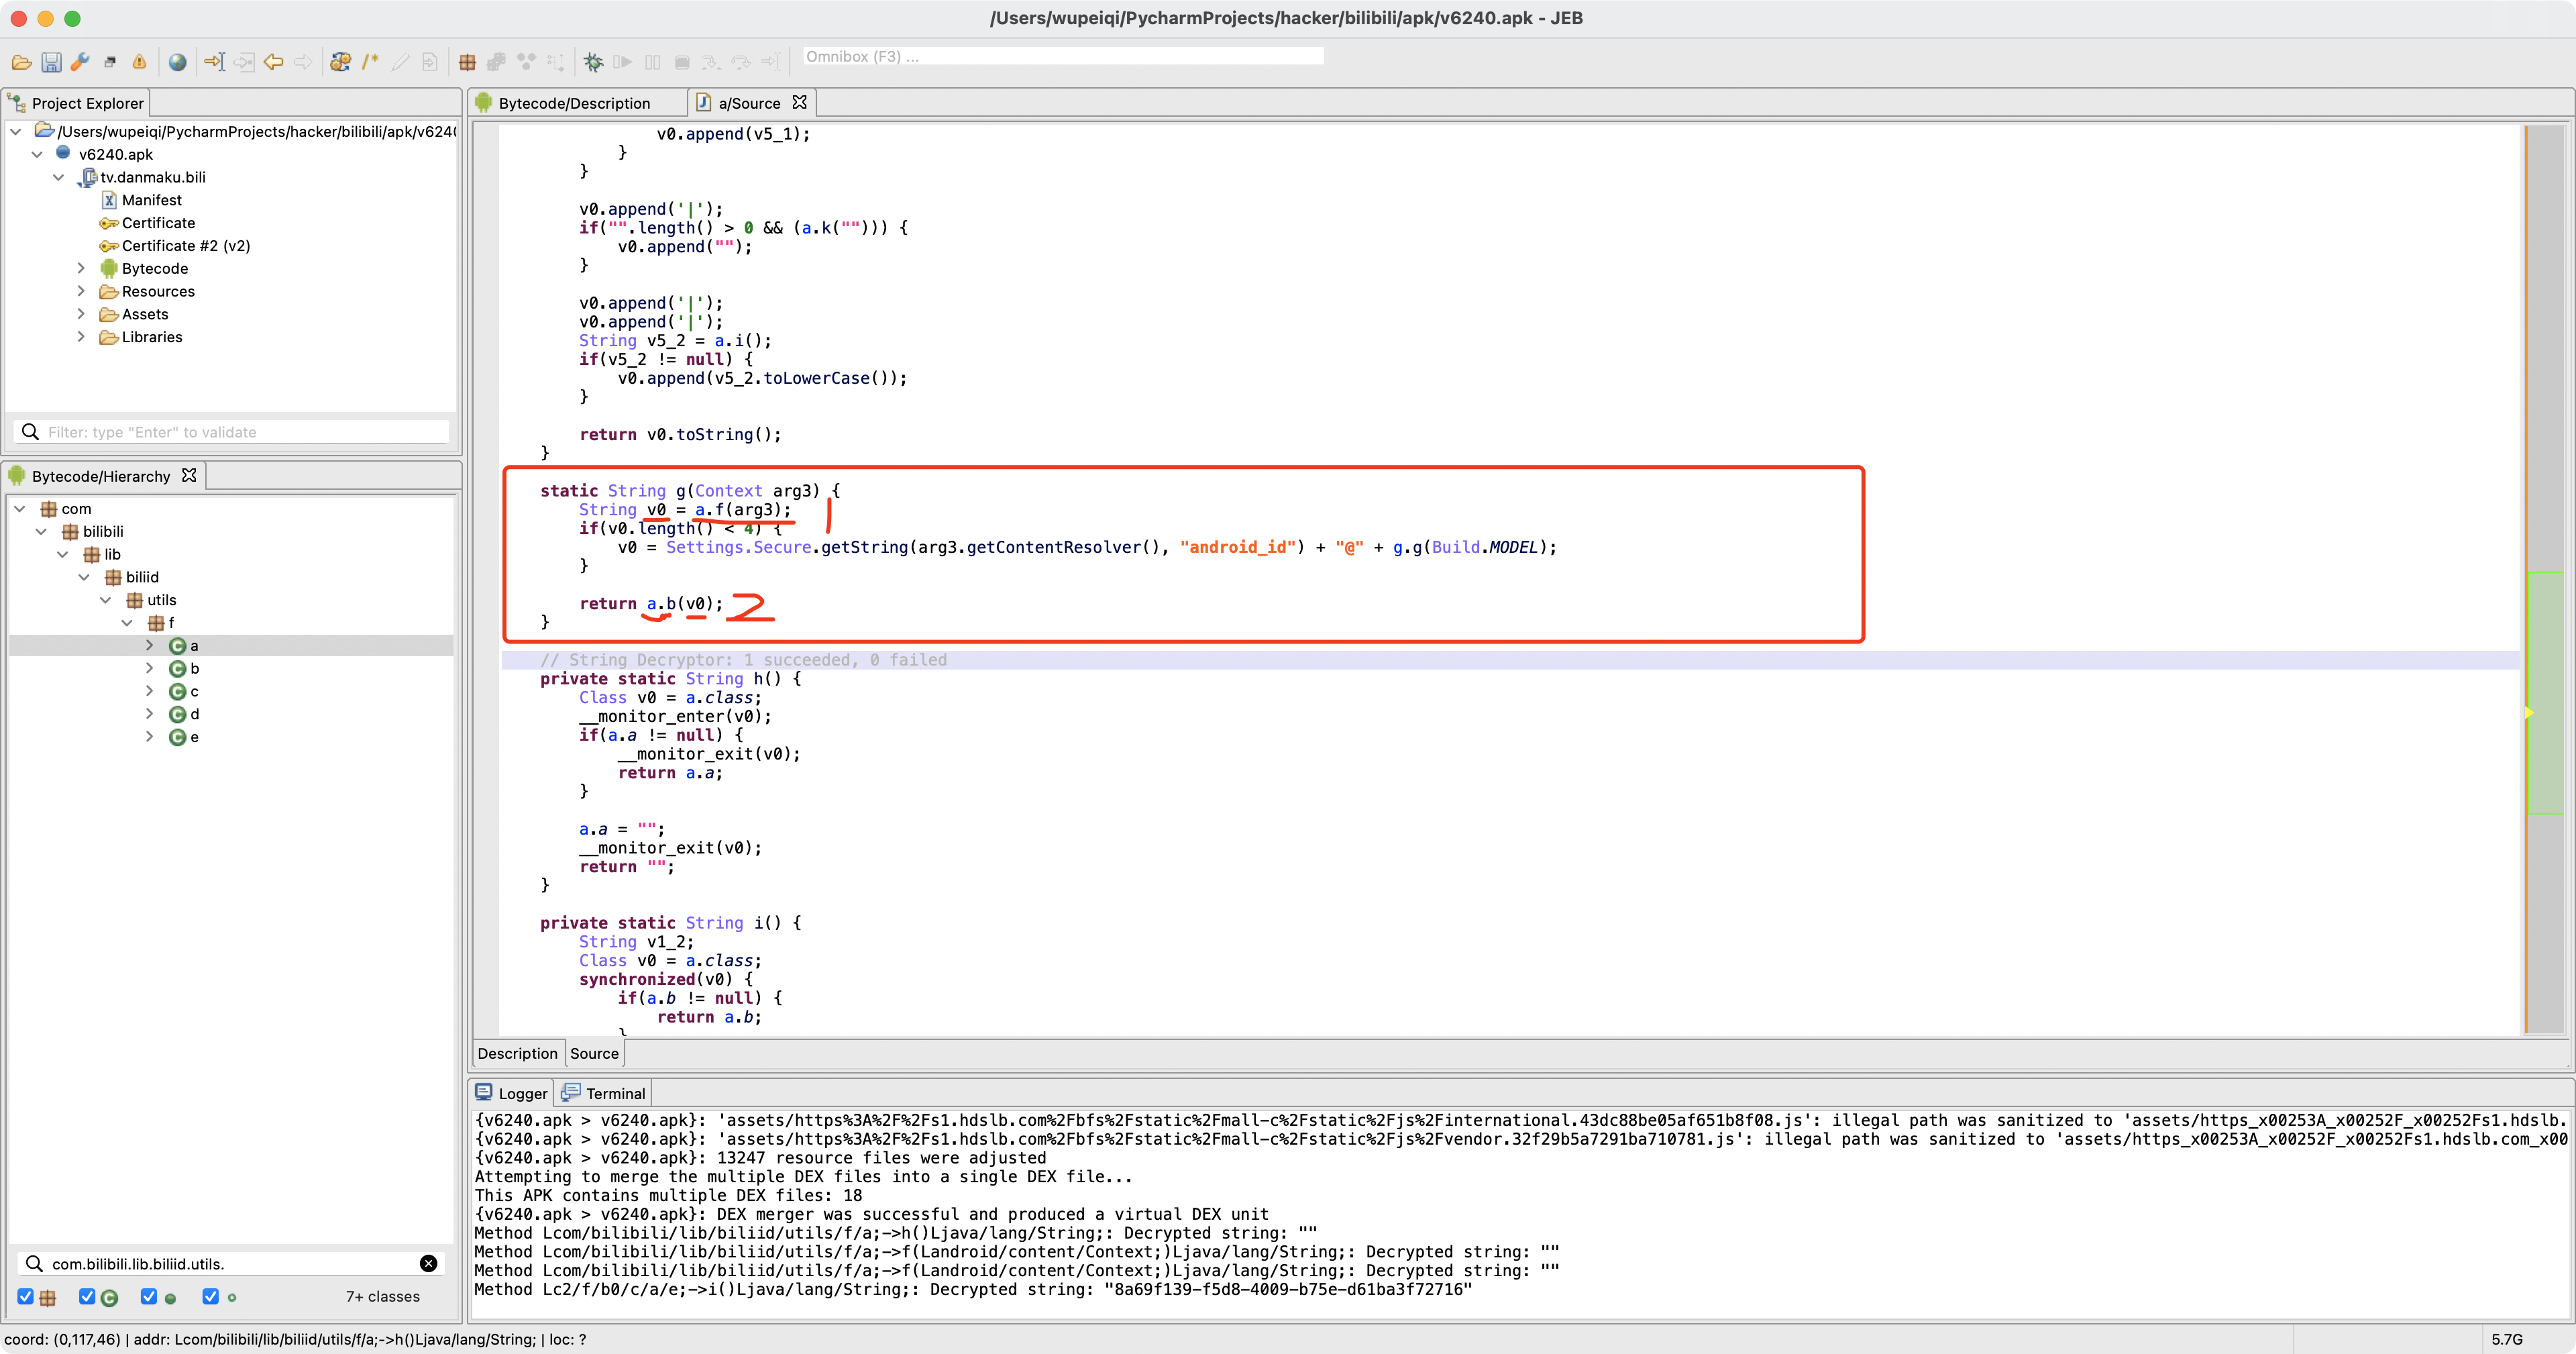 /Users/wupeiqi/PycharmProjects/hacker/bilibili/apk/v6240.apk - JEB
Omnibox (F3) ...
Project Explorer
/Users/wupeiqi/PycharmProjects/hacker/bilibili/apk/v624
v6240.apk
tv.danmaku.bili
Manifest
Certificate
Certificate #2 (v2)
Bytecode
Resources
Assets
Libraries
Filter: type "Enter" to validate
Bytecode/Hierarchy
com
bilibili
lib
biliid
utils
f
a
b
c
d
e
com.bilibili.lib.biliid.utils.
7+ classes
Bytecode/Description
a/Source
v0.append(v5_1);
}
}
v0.append('|');
if("".length() > 0 && (a.k(""))) {
v0.append("");
}
v0.append('|');
v0.append('|');
String v5_2 = a.i();
if(v5_2 != null) {
v0.append(v5_2.toLowerCase());
}
return v0.toString();
}
static String g(Context arg3) {
String v0 = a.f(arg3); 1
if(v0.length() < 4) {
v0 = Settings.Secure.getString(arg3.getContentResolver(), "android_id") + "@" + g.g(Build.MODEL);
}
return a.b(v0); 2
}
// String Decryptor: 1 succeeded, 0 failed
private static String h() {
Class v0 = a.class;
__monitor_enter(v0);
if(a.a != null) {
__monitor_exit(v0);
return a.a;
}
a.a = "";
__monitor_exit(v0);
return "";
}
private static String i() {
String v1_2;
Class v0 = a.class;
synchronized(v0) {
if(a.b != null) {
return a.b;
}
Description
Source
Logger
Terminal
{v6240.apk > v6240.apk}: 'assets/https%3A%2F%2Fs1.hdslb.com%2Fbfs%2Fstatic%2Fmall-c%2Fstatic%2Fjs%2Finternational.43dc88be05af651b8f08.js': illegal path was sanitized to 'assets/https_x00253A_x00252F_x00252Fs1.hdslb.
{v6240.apk > v6240.apk}: 'assets/https%3A%2F%2Fs1.hdslb.com%2Fbfs%2Fstatic%2Fmall-c%2Fstatic%2Fjs%2Fvendor.32f29b5a7291ba710781.js': illegal path was sanitized to 'assets/https_x00253A_x00252F_x00252Fs1.hdslb.com_x00
{v6240.apk > v6240.apk}: 13247 resource files were adjusted
Attempting to merge the multiple DEX files into a single DEX file...
This APK contains multiple DEX files: 18
{v6240.apk > v6240.apk}: DEX merger was successful and produced a virtual DEX unit
Method Lcom/bilibili/lib/biliid/utils/f/a;->h()Ljava/lang/String;: Decrypted string: ""
Method Lcom/bilibili/lib/biliid/utils/f/a;->f(Landroid/content/Context;)Ljava/lang/String;: Decrypted string: ""
Method Lcom/bilibili/lib/biliid/utils/f/a;->f(Landroid/content/Context;)Ljava/lang/String;: Decrypted string: ""
Method Lc2/f/b0/c/a/e;->i()Ljava/lang/String;: Decrypted string: "8a69f139-f5d8-4009-b75e-d61ba3f72716"
coord: (0,117,46) | addr: Lcom/bilibili/lib/biliid/utils/f/a;->h()Ljava/lang/String; | loc: ?
5.7G